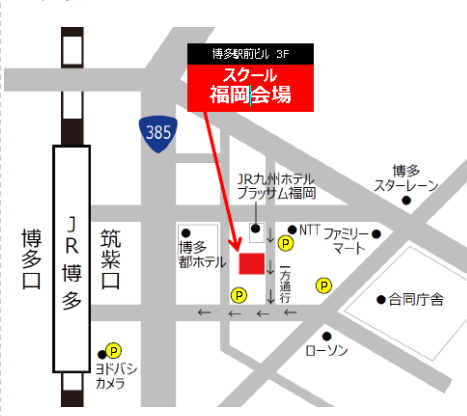 博多駅前ビル 3F
スクール
福岡会場
385
JR九州ホテル
ブラッサム福岡
博多
スターレーン
NTT
ファミリー
マート
博多
都ホテル
博多口
JR博多
筑紫口
P
一方通行
P
P
合同庁舎
ローソン
P
ヨドバシ
カメラ